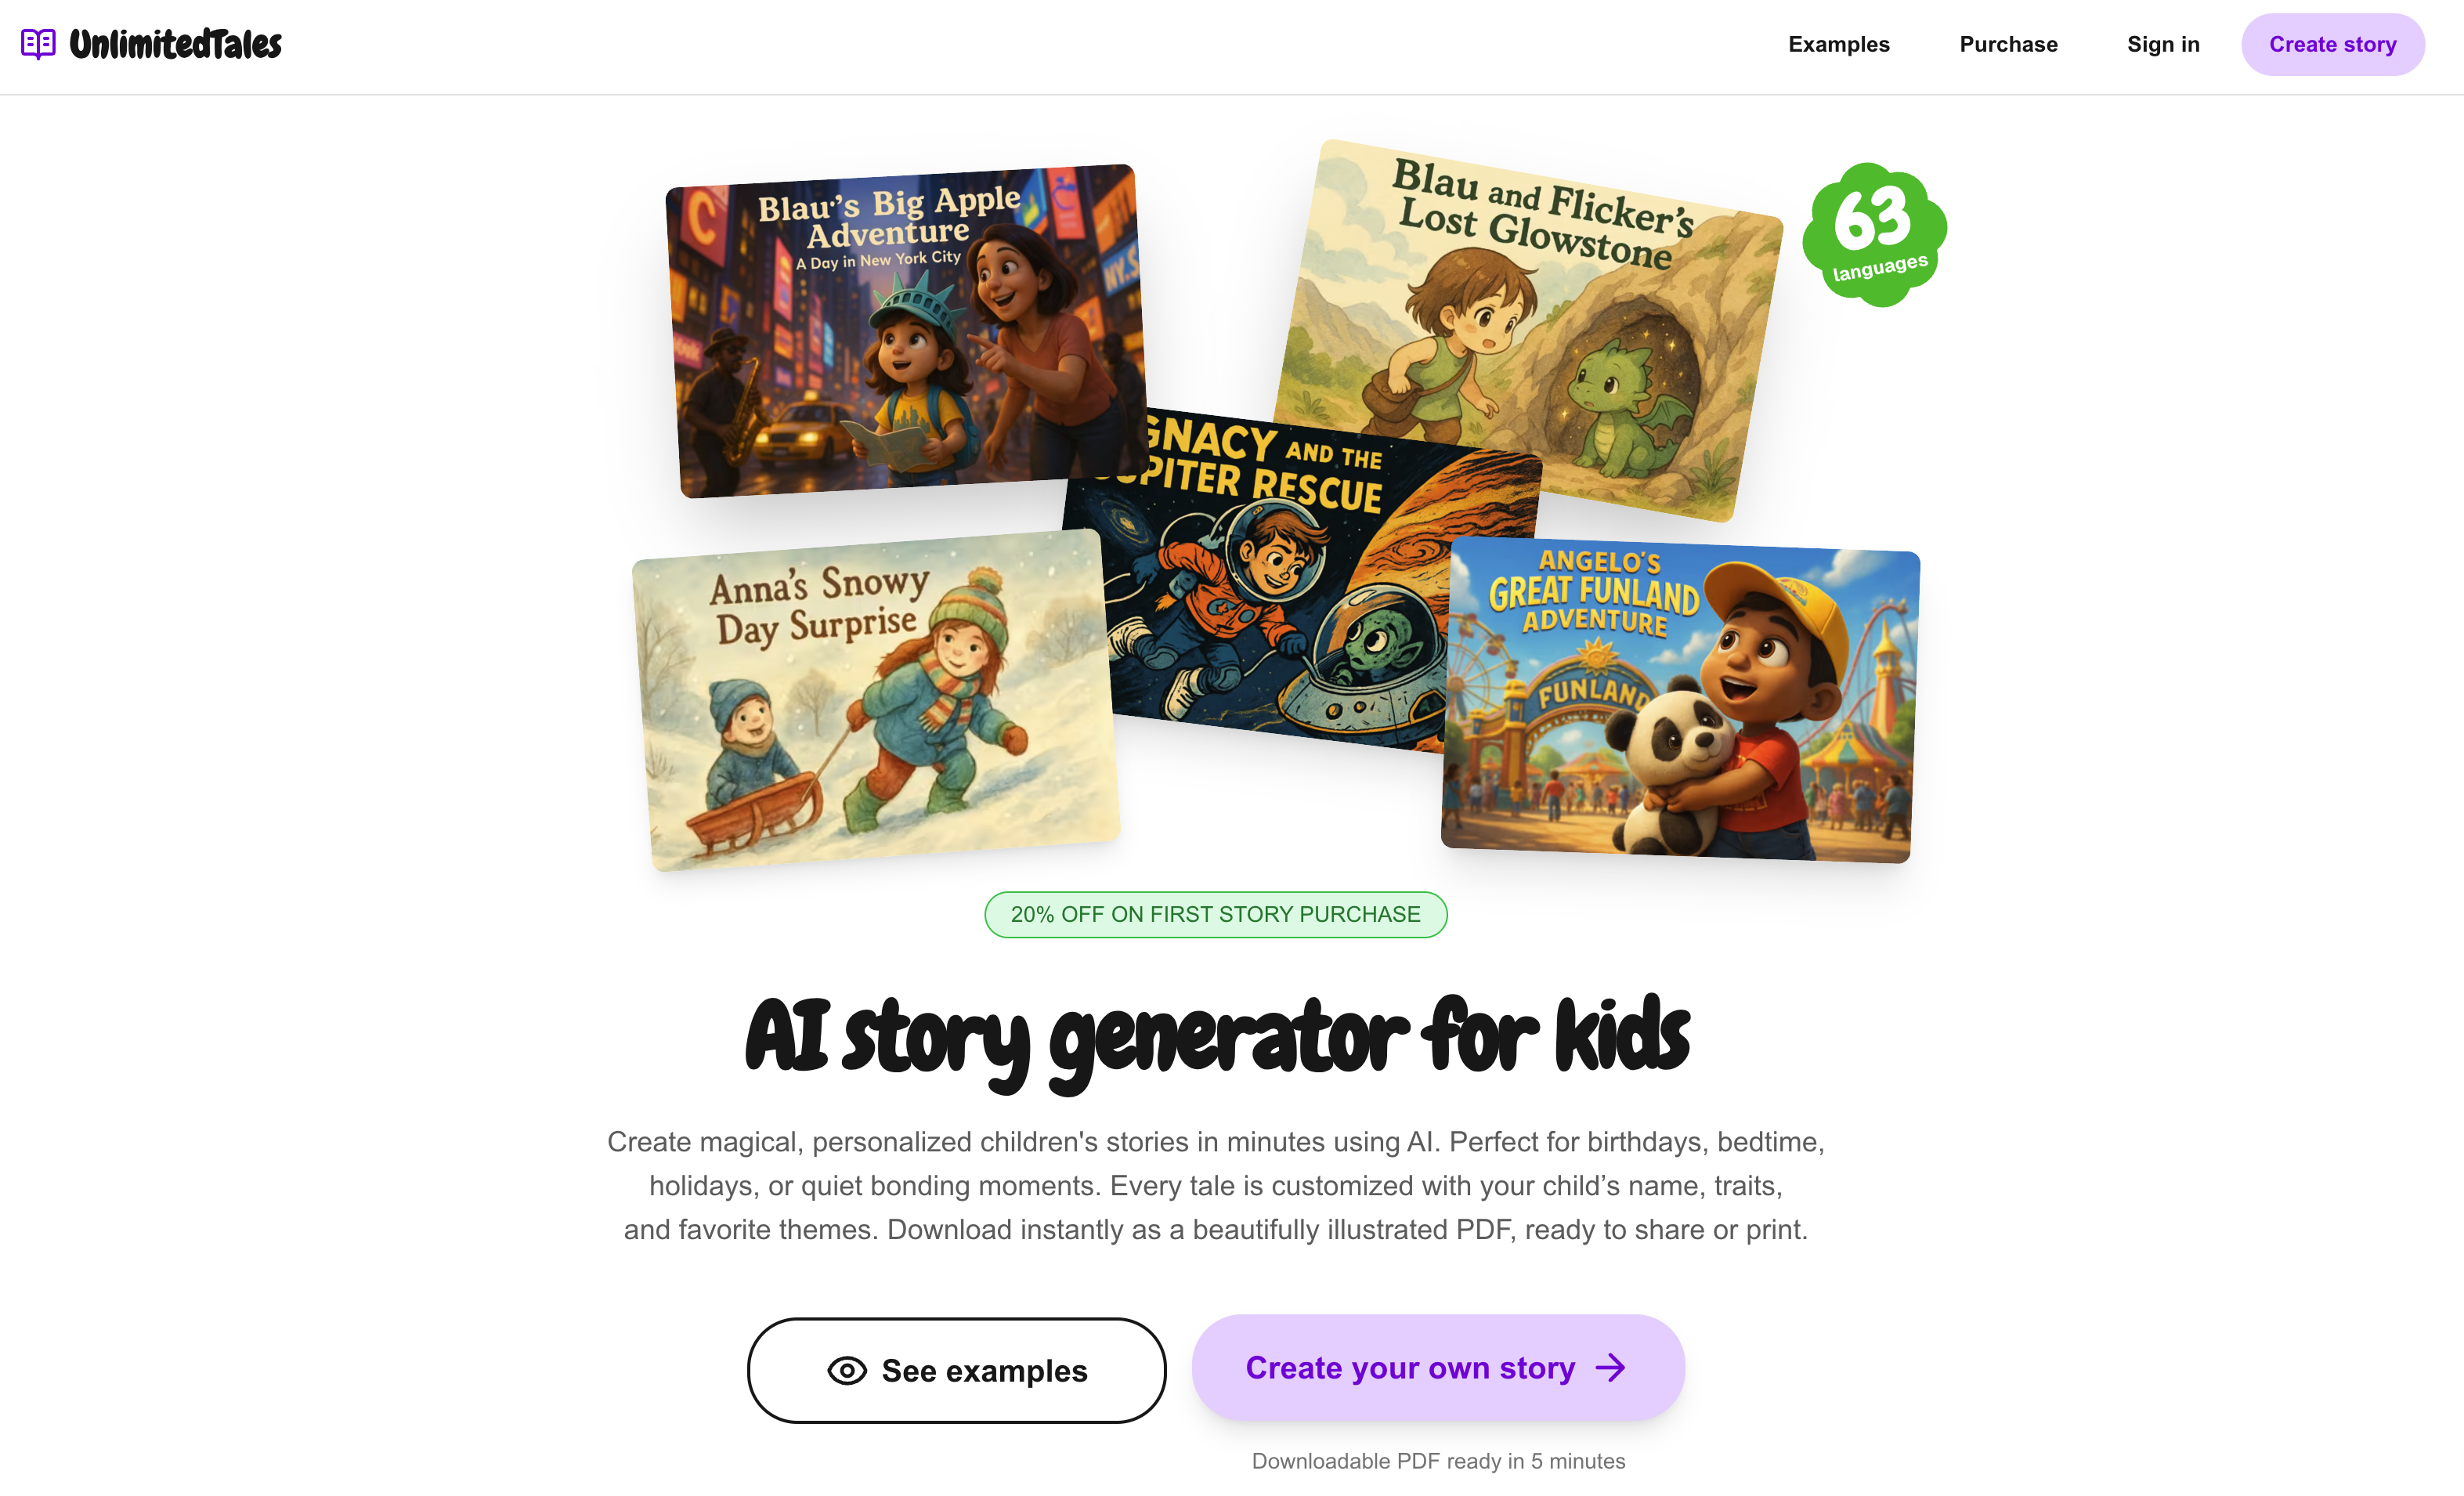 UnlimitedTales
Examples
Purchase
Sign in
Create story
Blau's Big Apple
Adventure
A Day in New York City
Blau and Flicker's
Lost Glowstone
63
languages
AND THE
RESCUE
Anna's Snowy
Day Surprise
ANGELO'S
GREAT FUNLAND
ADVENTURE
FUNLAND
20% OFF ON FIRST STORY PURCHASE
AI story generator for kids
Create magical, personalized children's stories in minutes using AI. Perfect for birthdays, bedtime,
holidays, or quiet bonding moments. Every tale is customized with your child’s name, traits,
and favorite themes. Download instantly as a beautifully illustrated PDF, ready to share or print.
See examples
Create your own story
Downloadable PDF ready in 5 minutes